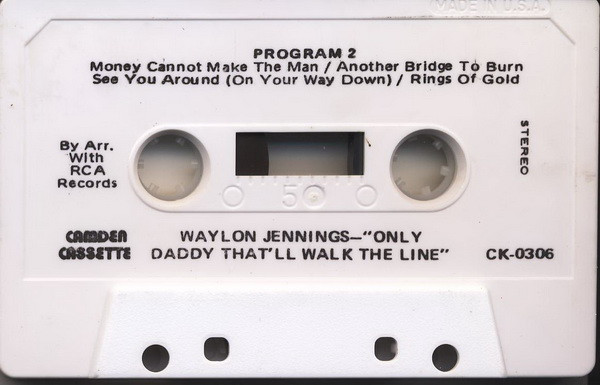 MADE IN U.S.A.
PROGRAM 2
Money Cannot Make The Man / Another Bridge To Burn
See You Around (On Your Way Down) / Rings Of Gold
By Arr.
With
RCA
Records
STEREO
50
CAMDEN
CASSETTE
WAYLON JENNINGS—"ONLY
DADDY THAT'LL WALK THE LINE"
CK-0306